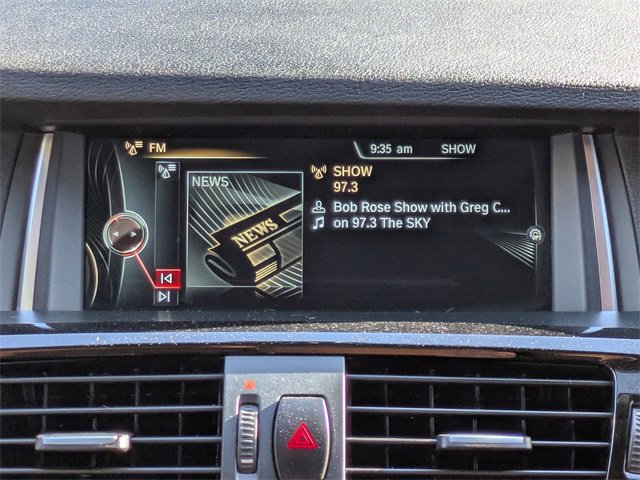 FM
9:35 am SHOW
NEWS
SHOW
97.3
NEWS
Bob Rose Show with Greg C...
on 97.3 The SKY
OPT